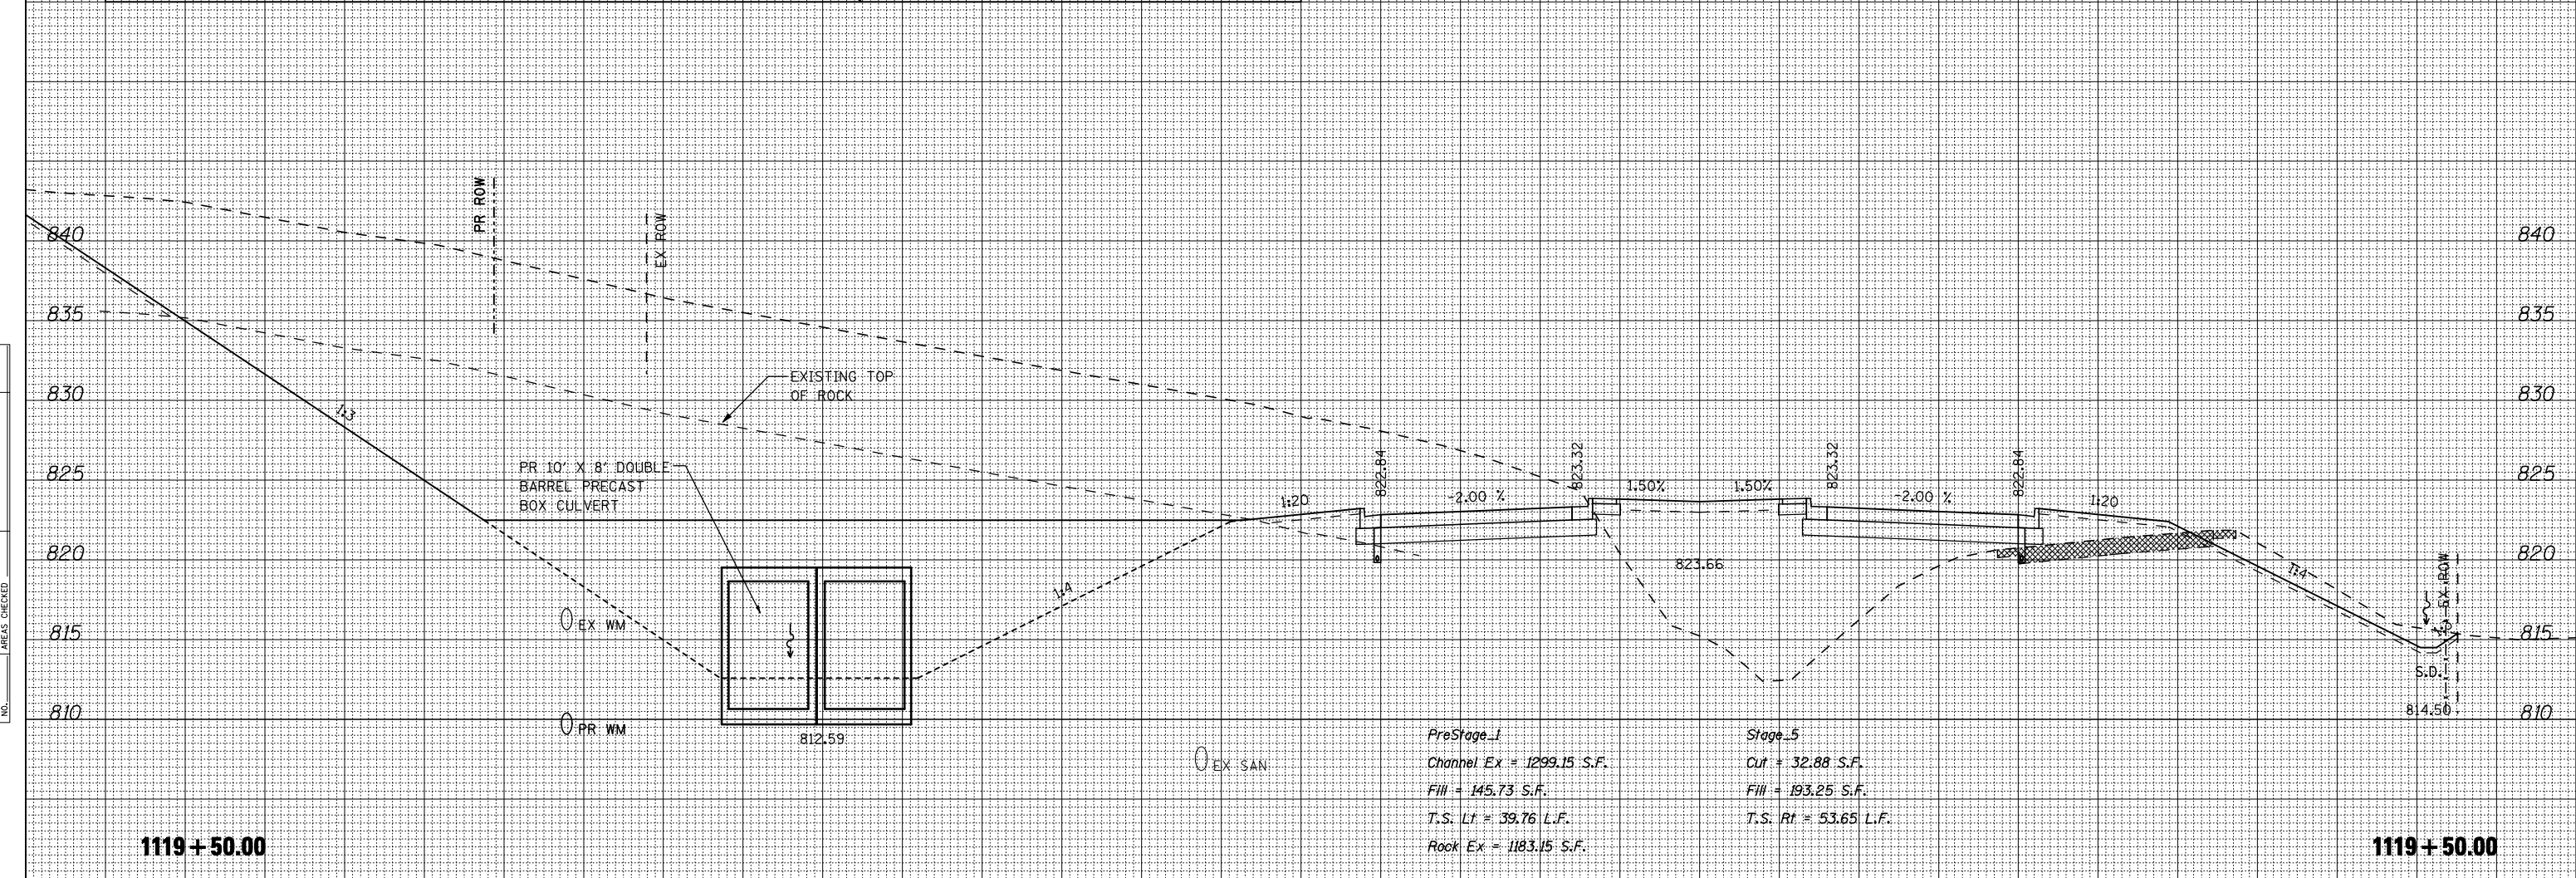 PR ROW
EX ROW
840
840
835
835
EXISTING TOP
OF ROCK
830
830
1:3
825
825
PR 10' X 8' DOUBLE
BARREL PRECAST
BOX CULVERT
1:20
822.84
-2.00 %
823.32
1.50%
1.50%
823.32
-2.00 %
822.84
1:20
820
820
823.66
1:4
1:4
EX ROW
EX WM
815
815
S.D.
810
PR WM
812.59
814.50
810
EX SAN
PreStage_1
Channel Ex = 1299.15 S.F.
Fill = 145.73 S.F.
T.S. Lt = 39.76 L.F.
Rock Ex = 1183.15 S.F.
Stage_5
Cut = 32.88 S.F.
Fill = 193.25 S.F.
T.S. Rt = 53.65 L.F.
1119+50.00
1119+50.00
NO.
AREAS CHECKED